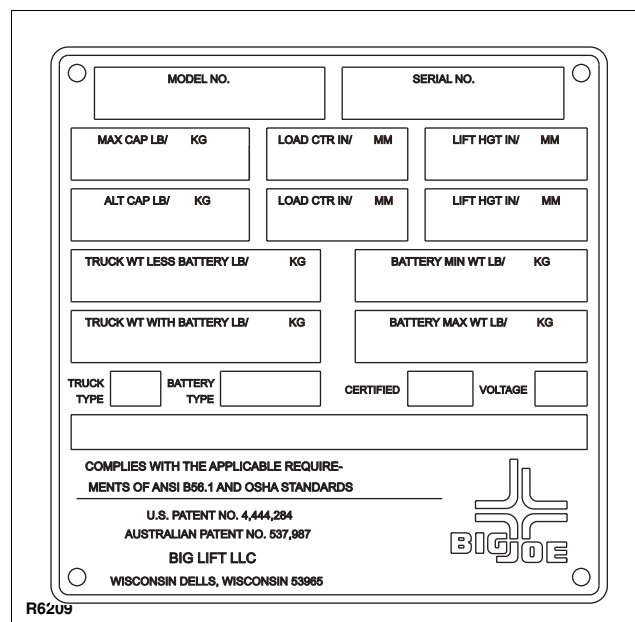 MODEL NO. SERIAL NO.
MAX CAP LB/ KG LOAD CTR IN/ MM LIFT HGT IN/ MM
ALT CAP LB/ KG LOAD CTR IN/ MM LIFT HGT IN/ MM
TRUCK WT LESS BATTERY LB/ KG BATTERY MIN WT LB/ KG
TRUCK WT WITH BATTERY LB/ KG BATTERY MAX WT LB/ KG
TRUCK BATTERY CERTIFIED VOLTAGE
TYPE TYPE
COMPLIES WITH THE APPLICABLE REQUIRE-
MENTS OF ANSI B56.1 AND OSHA STANDARDS
U.S. PATENT NO. 4,444,284
AUSTRALIAN PATENT NO. 537,987
BIG LIFT LLC
WISCONSIN DELLS, WISCONSIN 53965
BIG JOE
R6209